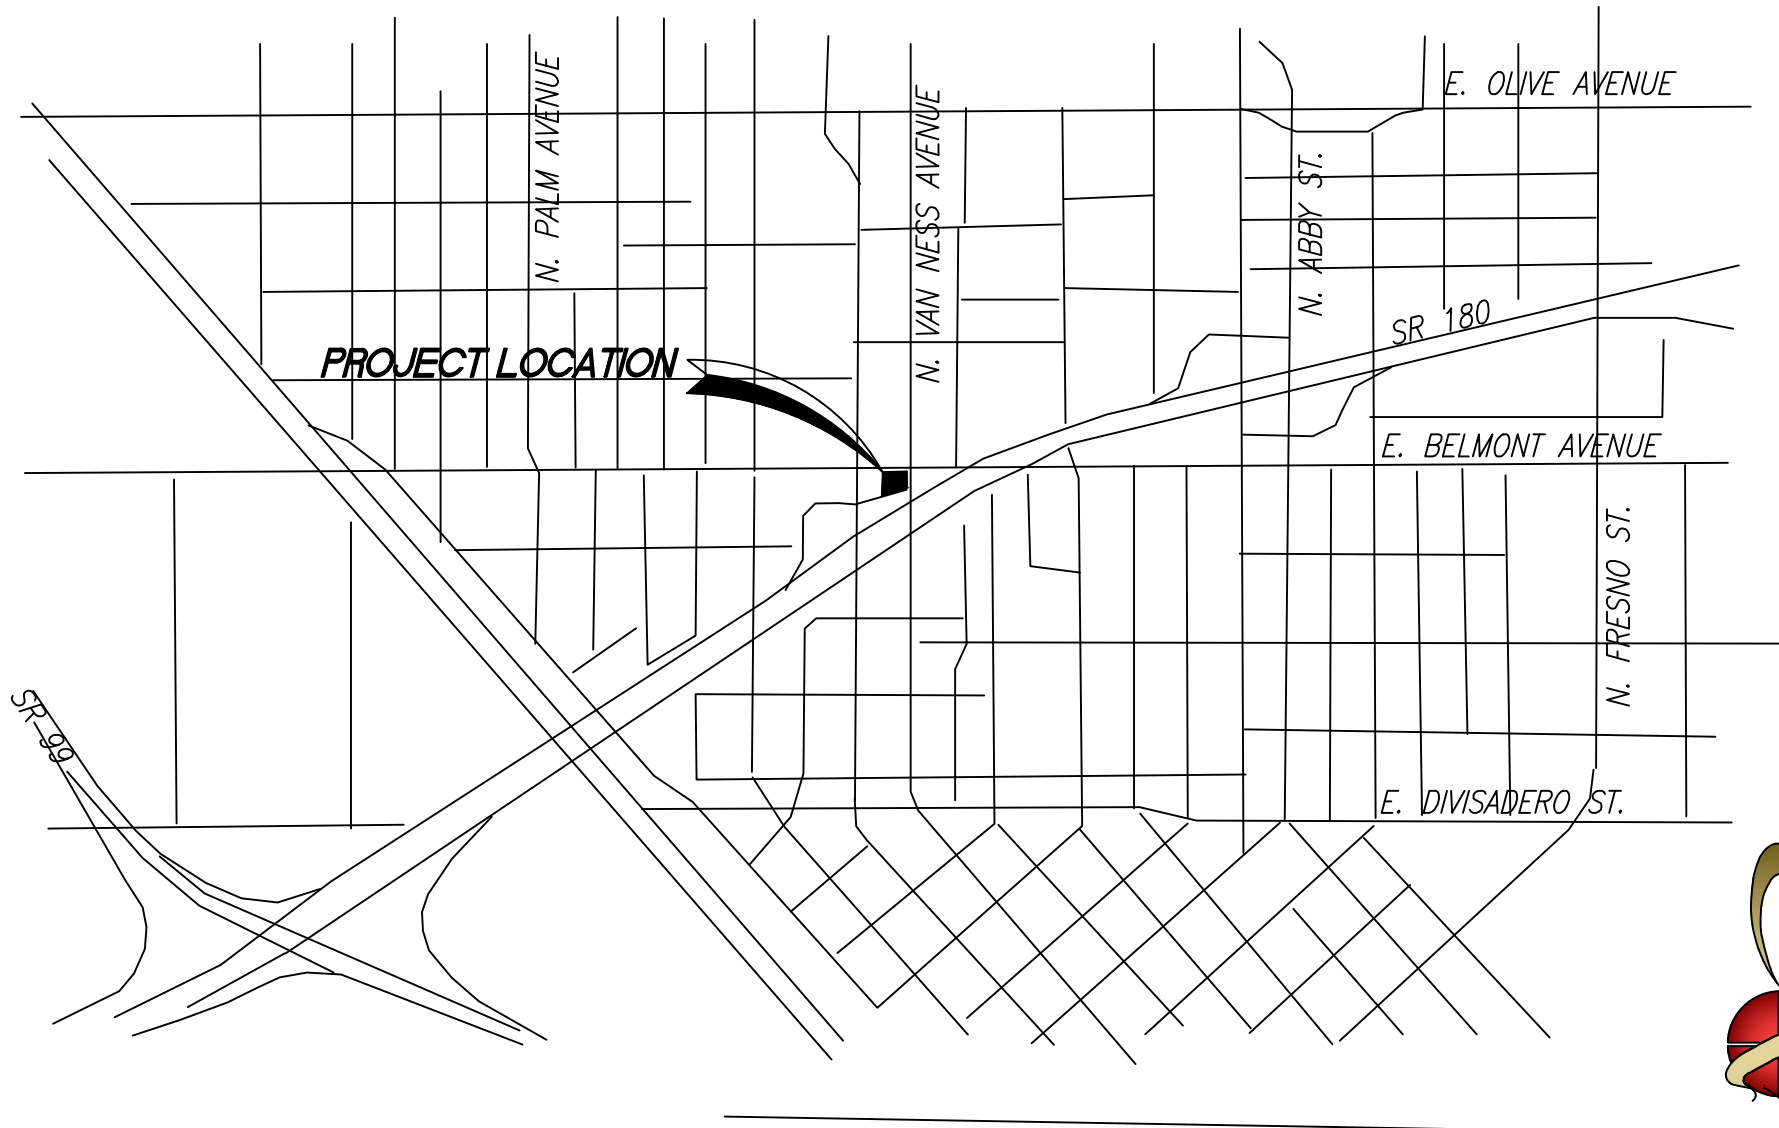 E. OLIVE AVENUE
N. PALM AVENUE
N. VAN NESS AVENUE
N. ABBY ST.
SR 180
PROJECT LOCATION
E. BELMONT AVENUE
N. FRESNO ST.
SR 99
E. DIVISADERO ST.